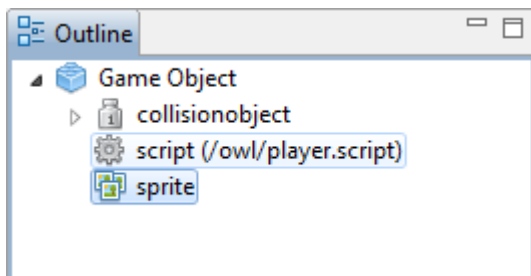 Outline
Game Object
collisionobject
script (/owl/player.script)
sprite